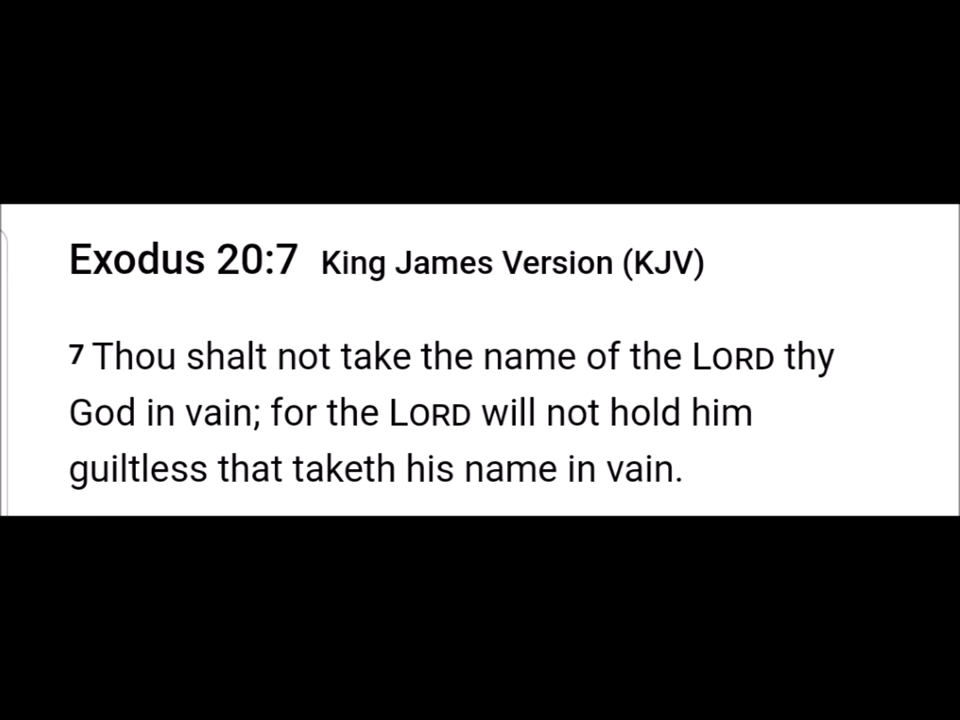 Exodus 20:7 King James Version (KJV)
7 Thou shalt not take the name of the LORD thy
God in vain; for the LORD will not hold him
guiltless that taketh his name in vain.